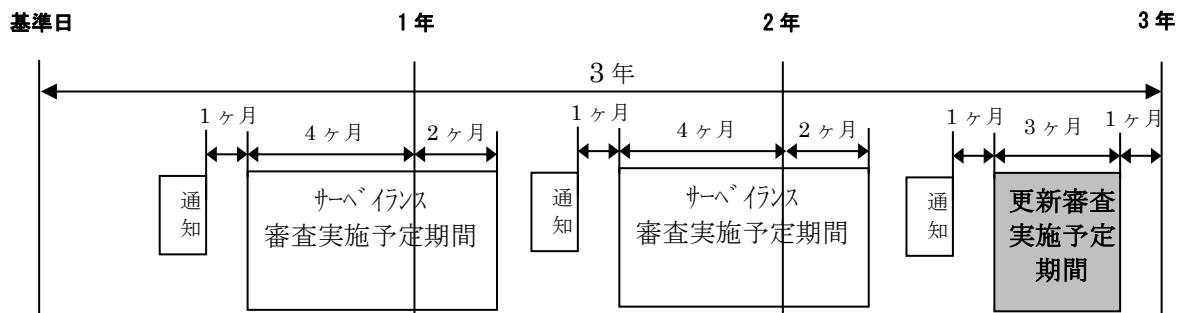 基準日 1年 2年 3年
3年
1ヶ月 4ヶ月 2ヶ月 1ヶ月 4ヶ月 2ヶ月 1ヶ月 3ヶ月 1ヶ月
通知
サーベイランス
審査実施予定期間
通知
サーベイランス
審査実施予定期間
通知
更新審査
実施予定
期間